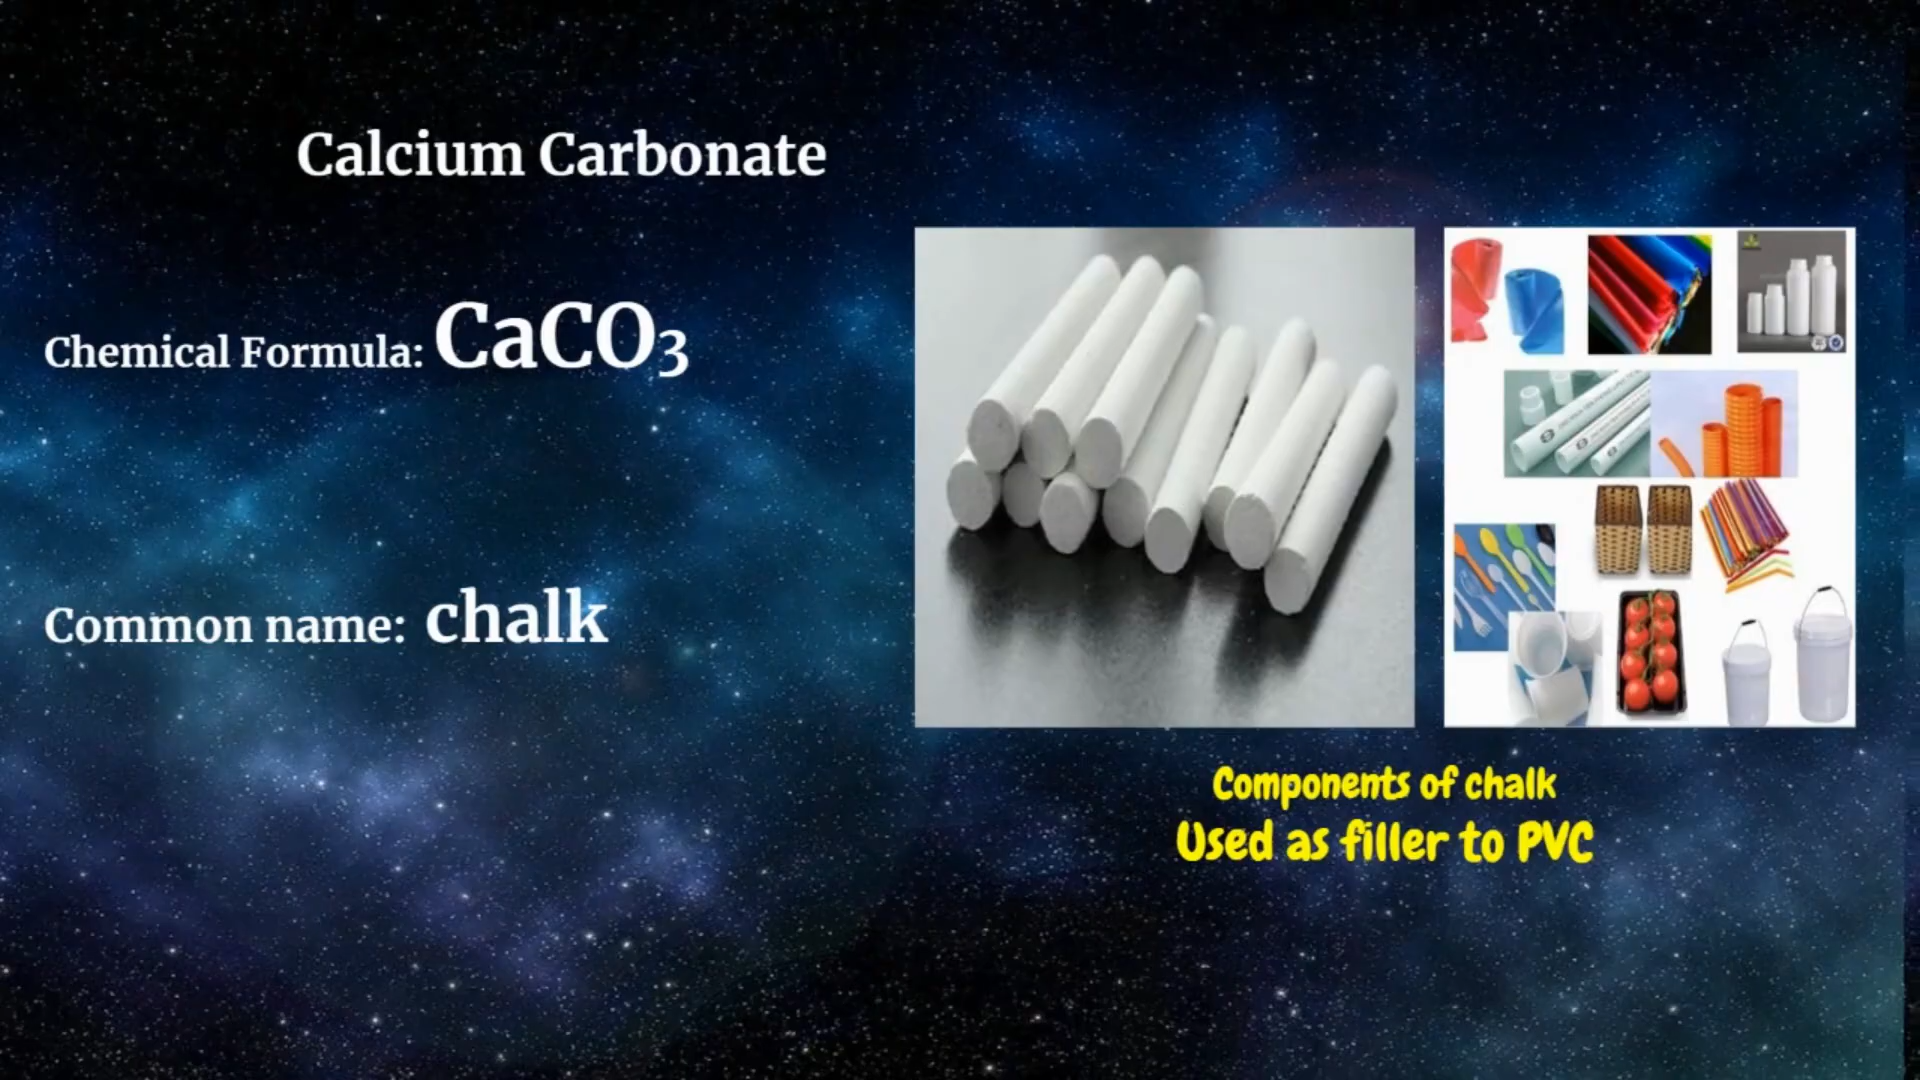 Calcium Carbonate
Chemical Formula: CaCO₃
Common name: chalk
Components of chalk
Used as filler to PVC